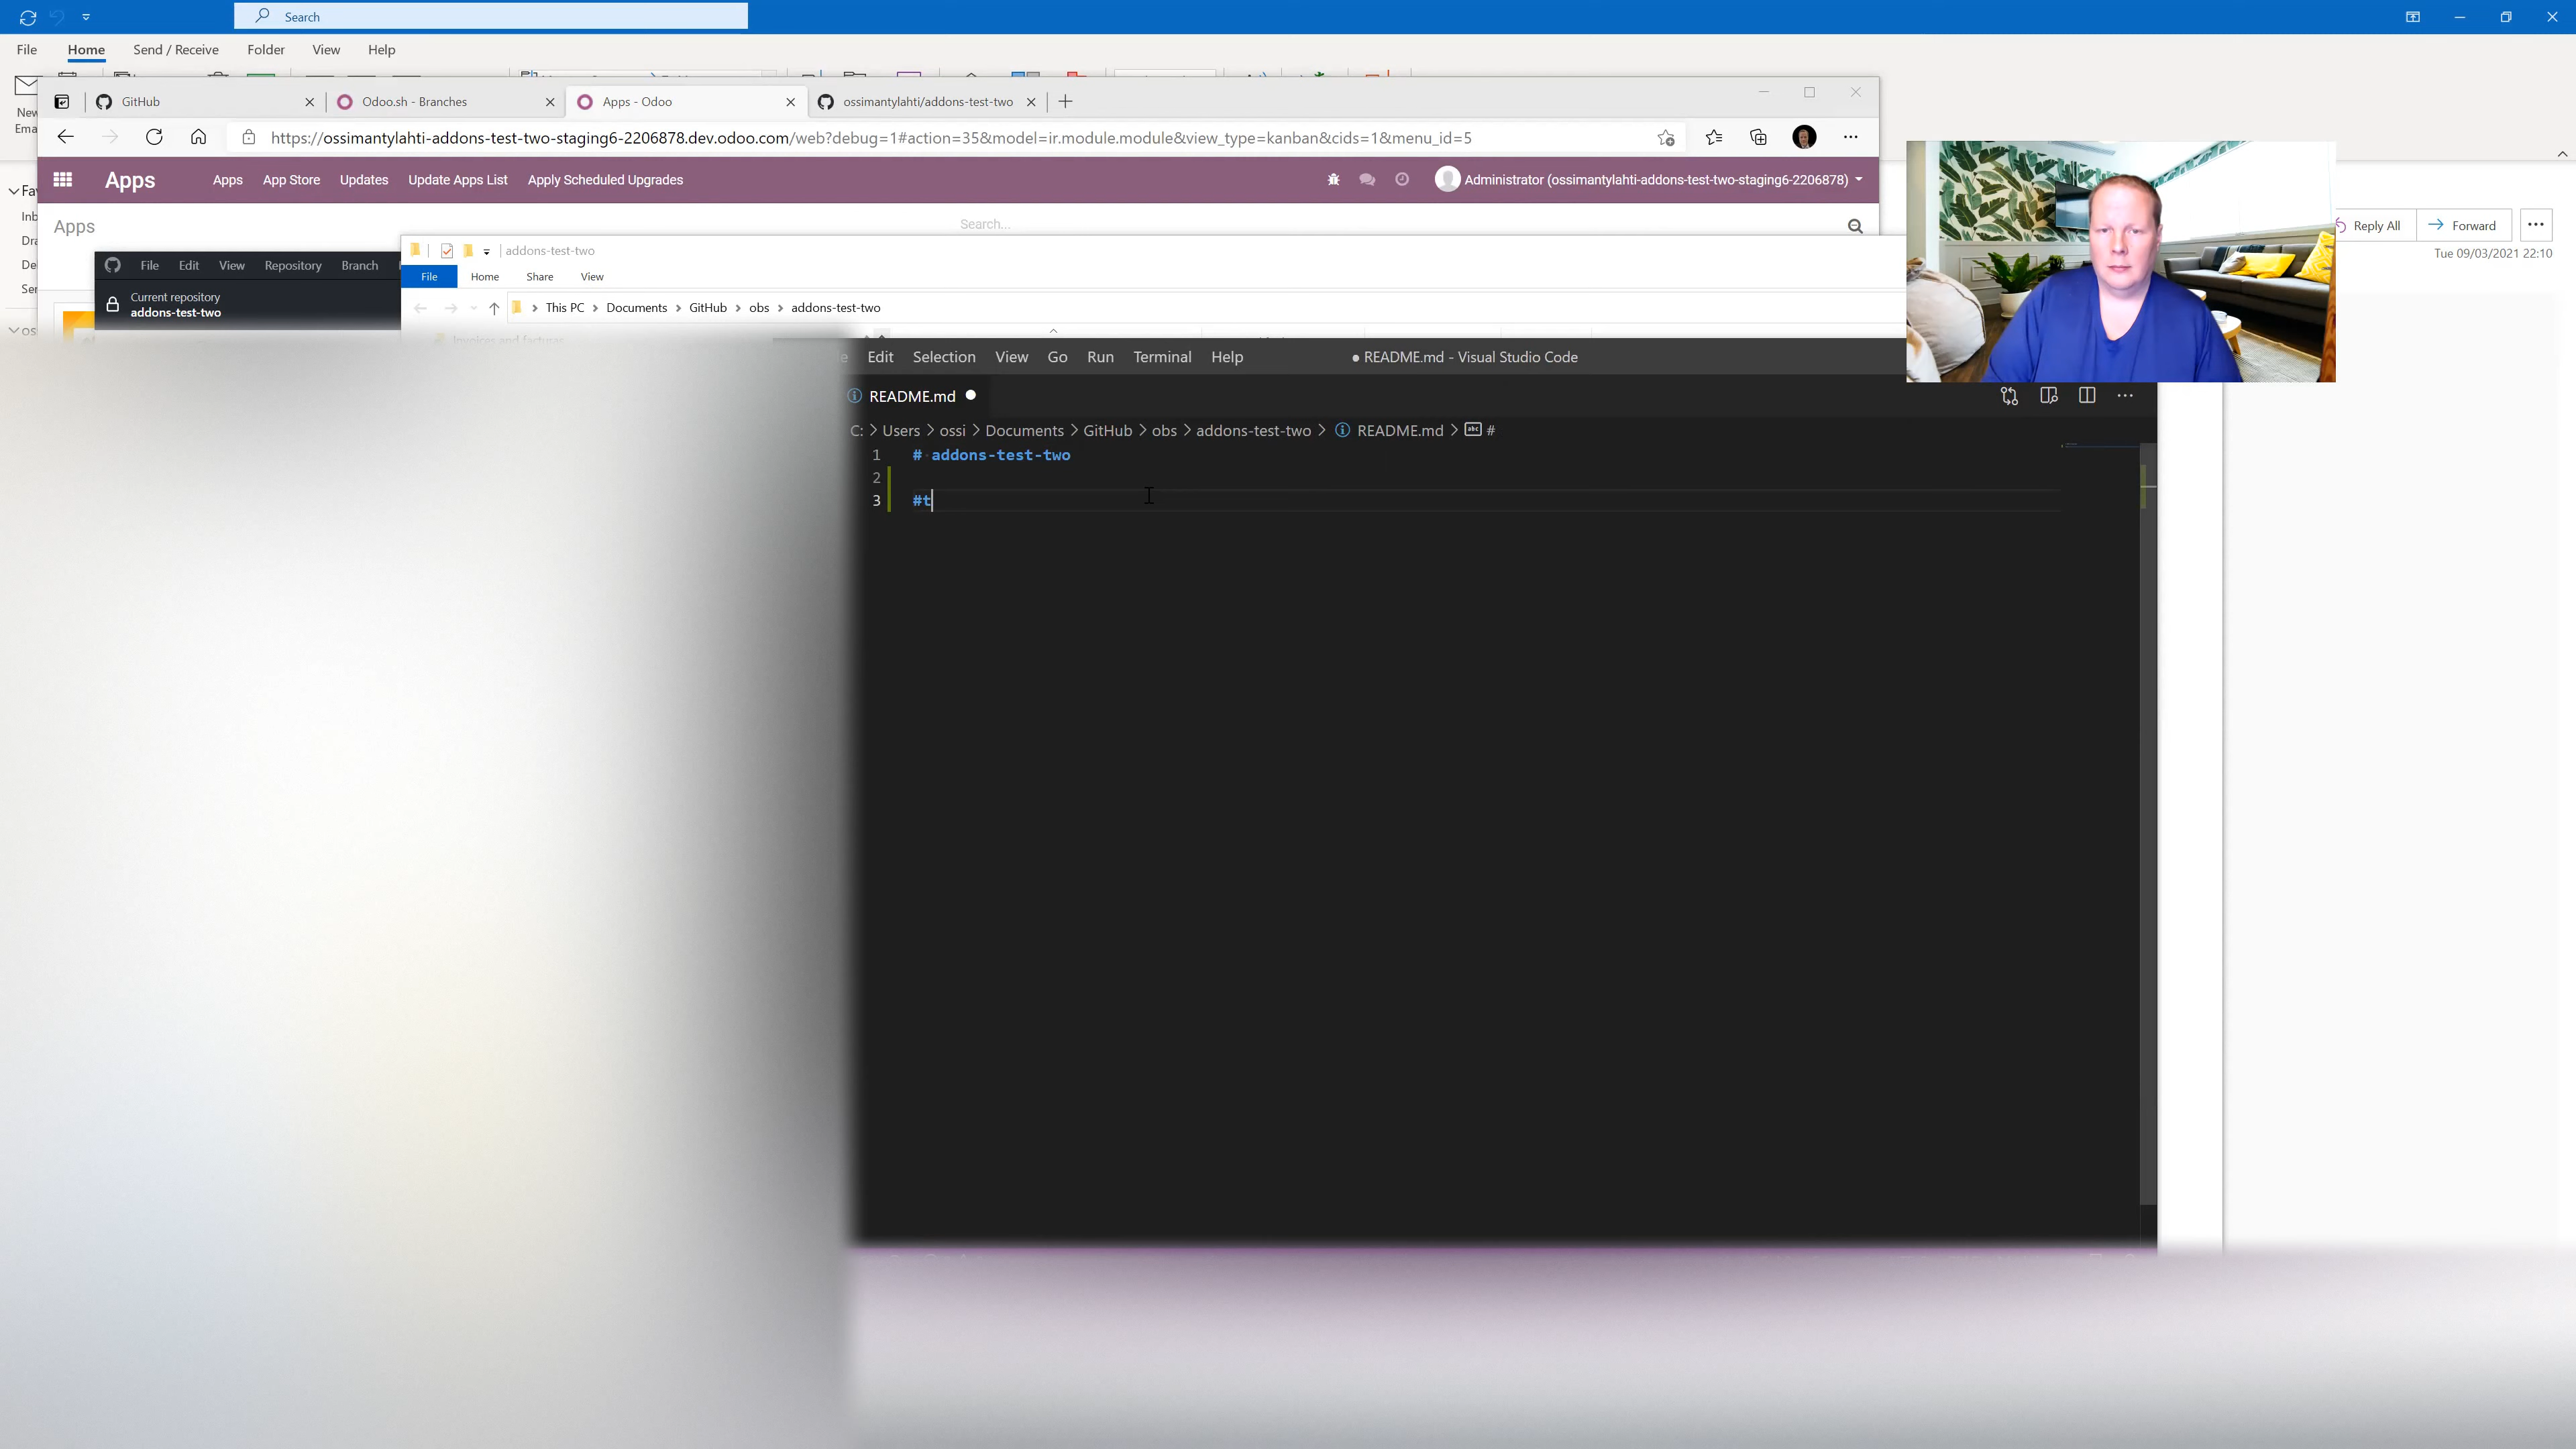 Search
File Home Send / Receive Folder View Help
New
GitHub Odoo.sh - Branches Apps - Odoo ossimantylahti/addons-test-two
https://ossimantylahti-addons-test-two-staging6-2206878.dev.odoo.com/web?debug=1#action=35&model=ir.module.module&view_type=kanban&cids=1&menu_id=5
Apps Apps App Store Updates Update Apps List Apply Scheduled Upgrades Administrator (ossimantylahti-addons-test-two-staging6-2206878)
Apps Search...
Reply All Forward
Tue 09/03/2021 22:10
addons-test-two
File Edit View Repository Branch
File Home Share View
Current repository
addons-test-two
This PC > Documents > GitHub > obs > addons-test-two
Invoices and facturas
Edit Selection View Go Run Terminal Help ● README.md - Visual Studio Code
README.md
C: > Users > ossi > Documents > GitHub > obs > addons-test-two > README.md > #
1 # addons-test-two
2
3 #t